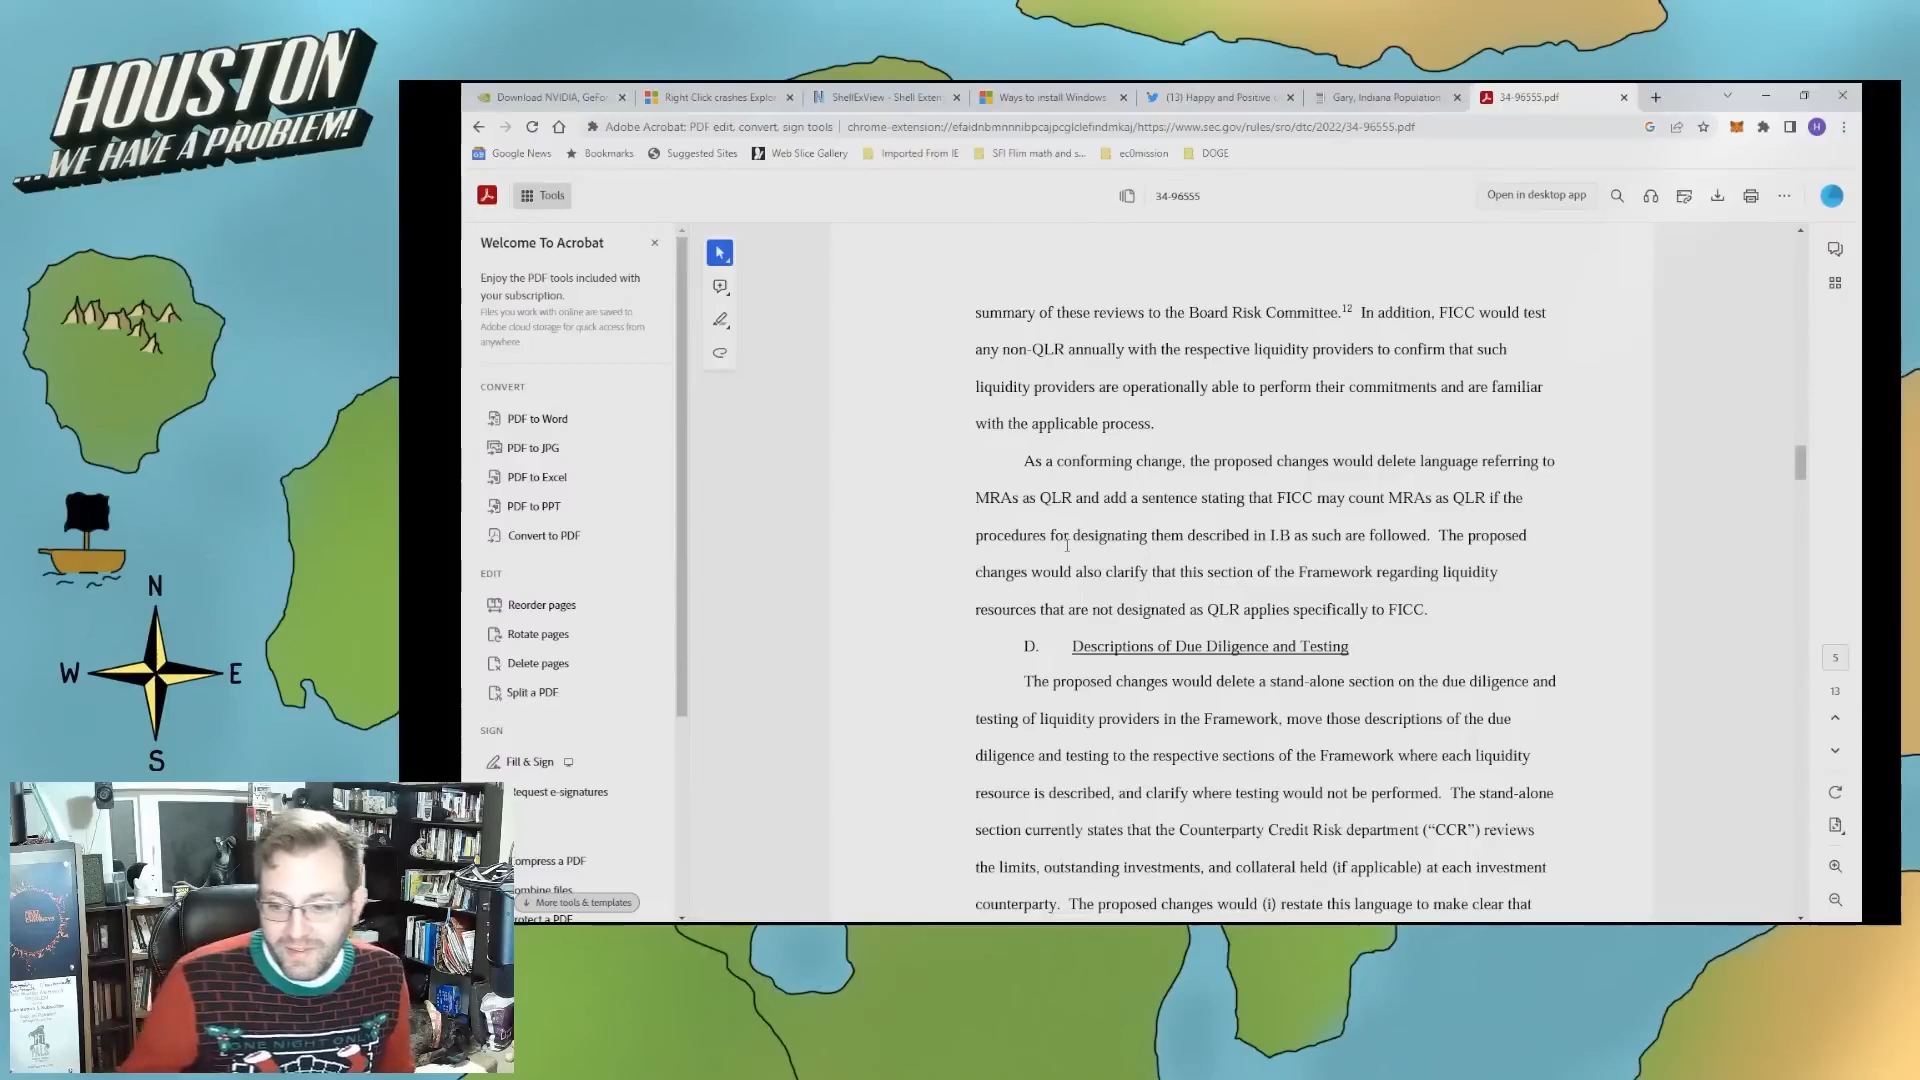 HOUSTON
...WE HAVE A PROBLEM!
Download NVIDIA, GeFo
Right Click crashes Explo
ShellExView - Shell Exten
Ways to install Windows
(13) Happy and Positive
Gary, Indiana Population
34-96555.pdf
Adobe Acrobat: PDF edit, convert, sign tools
chrome-extension://efaidnbmnnnibpcajpcglclefindmkaj/https://www.sec.gov/rules/sro/dtc/2022/34-96555.pdf
Google News
Bookmarks
Suggested Sites
Web Slice Gallery
Imported From IE
SFI Flim math and s...
ec0mission
DOGE
Tools
34-96555
Open in desktop app
Welcome To Acrobat
Enjoy the PDF tools included with
your subscription.
Files you work with online are saved to
Adobe cloud storage for quick access from
anywhere
CONVERT
PDF to Word
PDF to JPG
PDF to Excel
PDF to PPT
Convert to PDF
EDIT
Reorder pages
Rotate pages
Delete pages
Split a PDF
SIGN
Fill & Sign
Request e-signatures
ompress a PDF
ombine files
More tools & templates
rotect a PDF
summary of these reviews to the Board Risk Committee.12 In addition, FICC would test
any non-QLR annually with the respective liquidity providers to confirm that such
liquidity providers are operationally able to perform their commitments and are familiar
with the applicable process.
As a conforming change, the proposed changes would delete language referring to
MRAs as QLR and add a sentence stating that FICC may count MRAs as QLR if the
procedures for designating them described in I.B as such are followed. The proposed
changes would also clarify that this section of the Framework regarding liquidity
resources that are not designated as QLR applies specifically to FICC.
D. Descriptions of Due Diligence and Testing
The proposed changes would delete a stand-alone section on the due diligence and
testing of liquidity providers in the Framework, move those descriptions of the due
diligence and testing to the respective sections of the Framework where each liquidity
resource is described, and clarify where testing would not be performed. The stand-alone
section currently states that the Counterparty Credit Risk department (“CCR”) reviews
the limits, outstanding investments, and collateral held (if applicable) at each investment
counterparty. The proposed changes would (i) restate this language to make clear that
5
13
H
N
W
E
S
ONE NIGHT ONLY